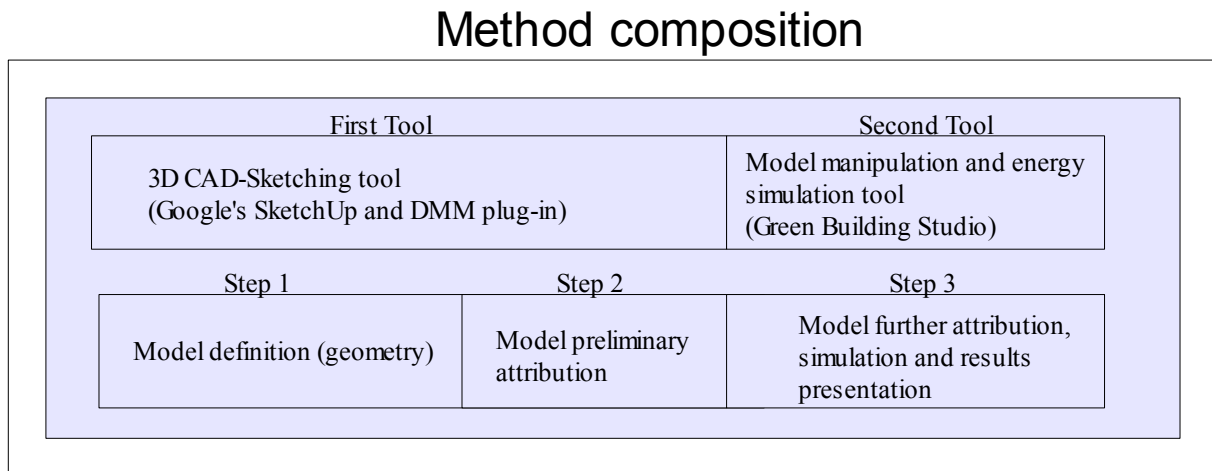 Method composition
First Tool
Second Tool
3D CAD-Sketching tool
(Google's SketchUp and DMM plug-in)
Model manipulation and energy
simulation tool
(Green Building Studio)
Step 1
Step 2
Step 3
Model definition (geometry)
Model preliminary
attribution
Model further attribution,
simulation and results
presentation